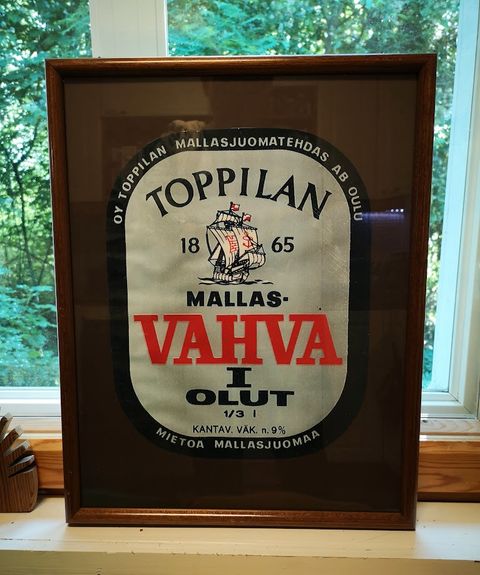 OY TOPPILAN MALLASJUOMATEHDAS AB OULU
TOPPILAN
18 65
MALLAS-
VAHVA
I
OLUT
1/3 l
KANTAV. VÄK. n. 9%
MIETOA MALLASJUOMAA